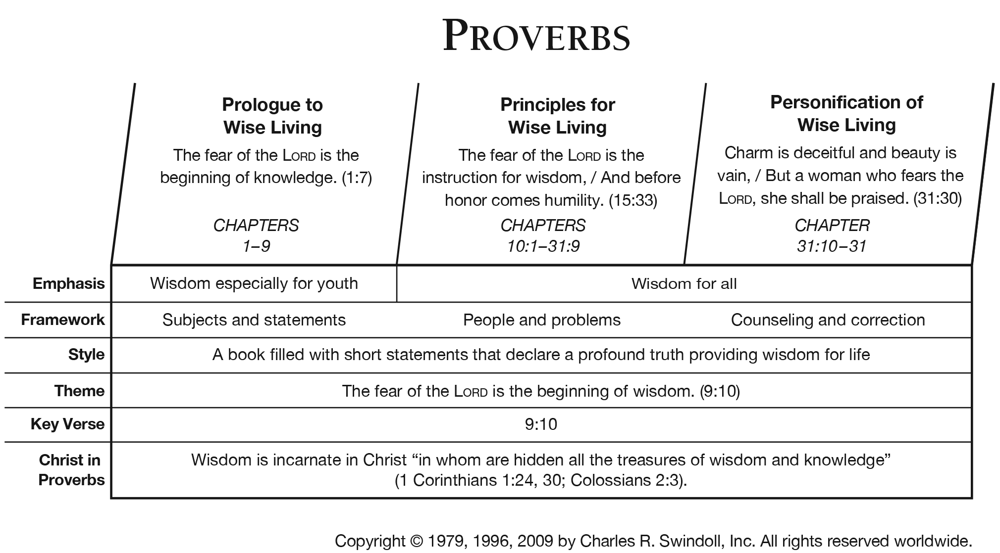 PROVERBS
Prologue to
Wise Living
The fear of the LORD is the
beginning of knowledge. (1:7)
CHAPTERS
1–9
Principles for
Wise Living
The fear of the LORD is the
instruction for wisdom, / And before
honor comes humility. (15:33)
CHAPTERS
10:1–31:9
Personification of
Wise Living
Charm is deceitful and beauty is
vain, / But a woman who fears the
LORD, she shall be praised. (31:30)
CHAPTER
31:10–31
Emphasis Wisdom especially for youth Wisdom for all
Framework Subjects and statements People and problems Counseling and correction
Style A book filled with short statements that declare a profound truth providing wisdom for life
Theme The fear of the LORD is the beginning of wisdom. (9:10)
Key Verse 9:10
Christ in
Proverbs
Wisdom is incarnate in Christ “in whom are hidden all the treasures of wisdom and knowledge”
(1 Corinthians 1:24, 30; Colossians 2:3).
Copyright © 1979, 1996, 2009 by Charles R. Swindoll, Inc. All rights reserved worldwide.